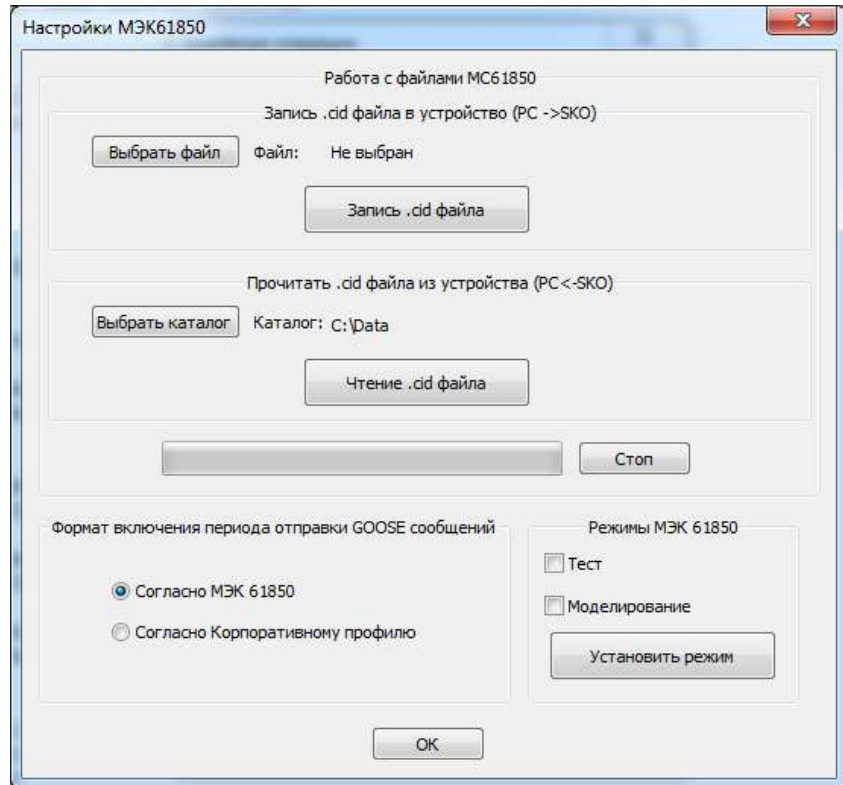 Настройки МЭК61850
Работа с файлами МС61850
Запись .cid файла в устройство (PC ->SKO)
Выбрать файл Файл: Не выбран
Запись .cid файла
Прочитать .cid файла из устройства (PC<-SKO)
Выбрать каталог Каталог: C:\Data
Чтение .cid файла
Стоп
Формат включения периода отправки GOOSE сообщений
Согласно МЭК 61850
Согласно Корпоративному профилю
Режимы МЭК 61850
Тест
Моделирование
Установить режим
OK